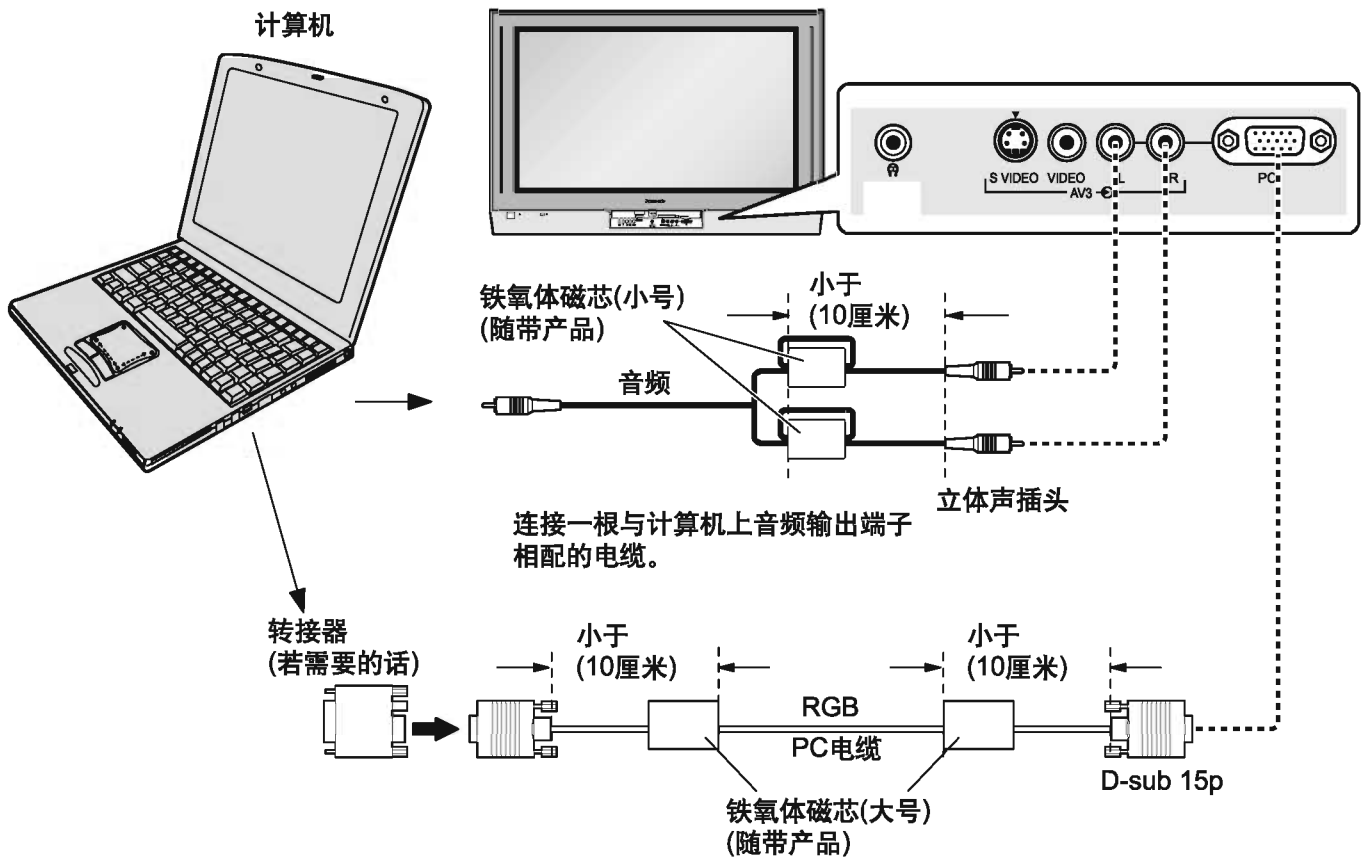 计算机
S VIDEO VIDEO L R PC
AV3
铁氧体磁芯(小号)
(随带产品)
小于
(10厘米)
音频
立体声插头
连接一根与计算机上音频输出端子
相配的电缆。
转接器
(若需要的话)
小于
(10厘米)
小于
(10厘米)
RGB
PC电缆
D-sub 15p
铁氧体磁芯(大号)
(随带产品)